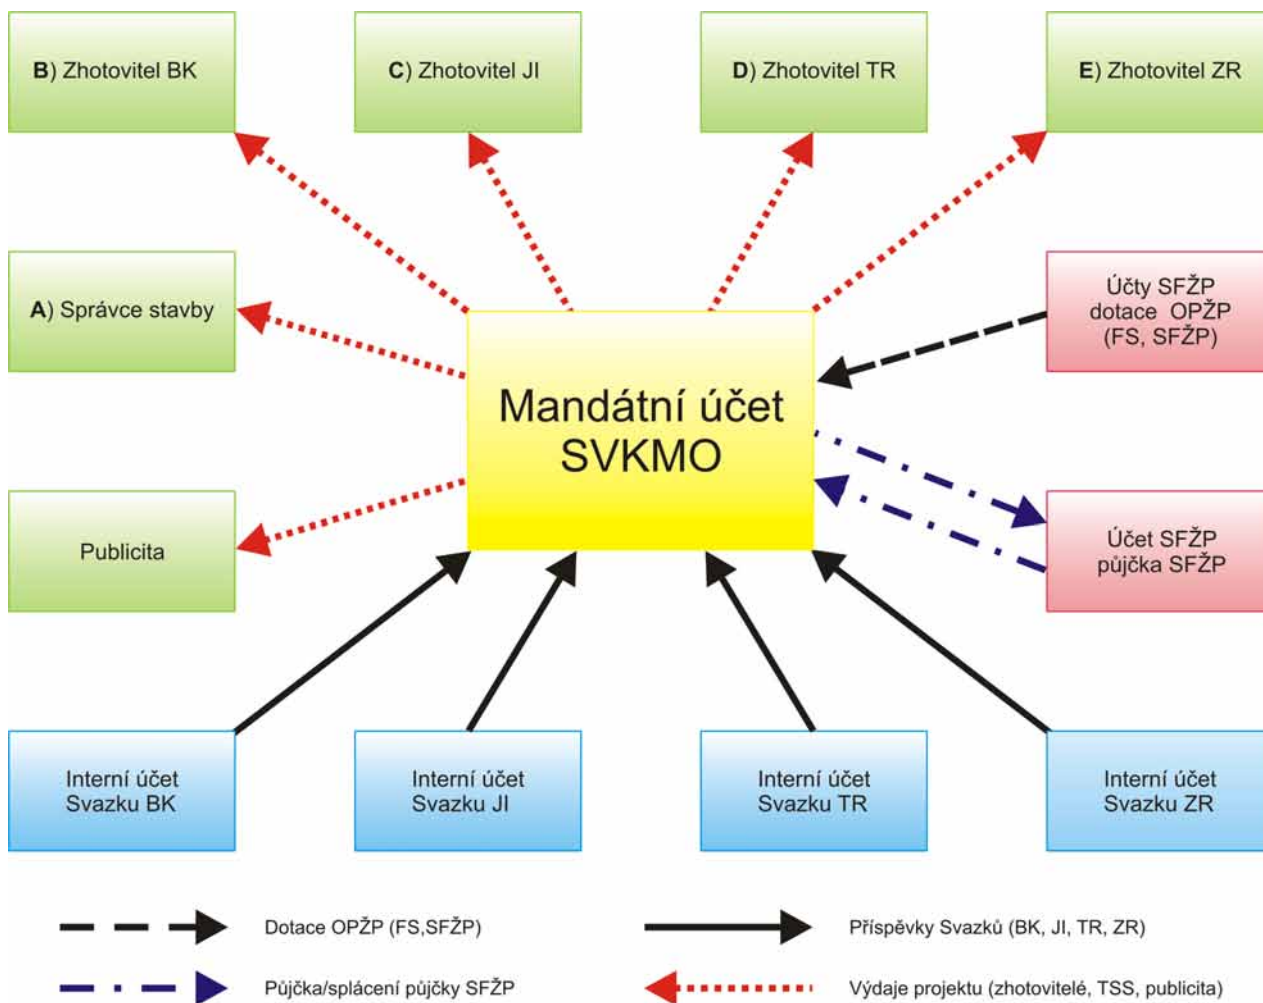 B) Zhotovitel BK
C) Zhotovitel JI
D) Zhotovitel TR
E) Zhotovitel ZR
A) Správce stavby
Účty SFŽP
dotace OPŽP
(FS, SFŽP)
Mandátní účet
SVKMO
Publicita
Účet SFŽP
půjčka SFŽP
Interní účet
Svazku BK
Interní účet
Svazku JI
Interní účet
Svazku TR
Interní účet
Svazku ZR
Dotace OPŽP (FS,SFŽP)
Příspěvky Svazků (BK, JI, TR, ZR)
Půjčka/splácení půjčky SFŽP
Výdaje projektu (zhotovitelé, TSS, publicita)